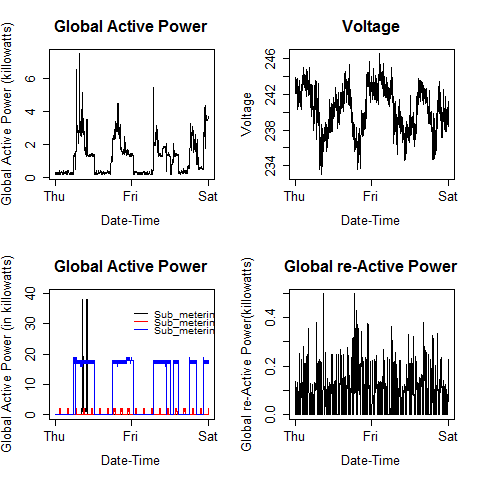 Global Active Power
Global Active Power (killowatts)
0 2 4 6
Thu Fri Sat
Date-Time
Voltage
Voltage
234 238 242 246
Thu Fri Sat
Date-Time
Global Active Power
Global Active Power (in killowatts)
0 10 20 30 40
Sub_meterin
Sub_meterin
Sub_meterin
Thu Fri Sat
Date-Time
Global re-Active Power
Global re-Active Power(killowatts)
0.0 0.2 0.4
Thu Fri Sat
Date-Time